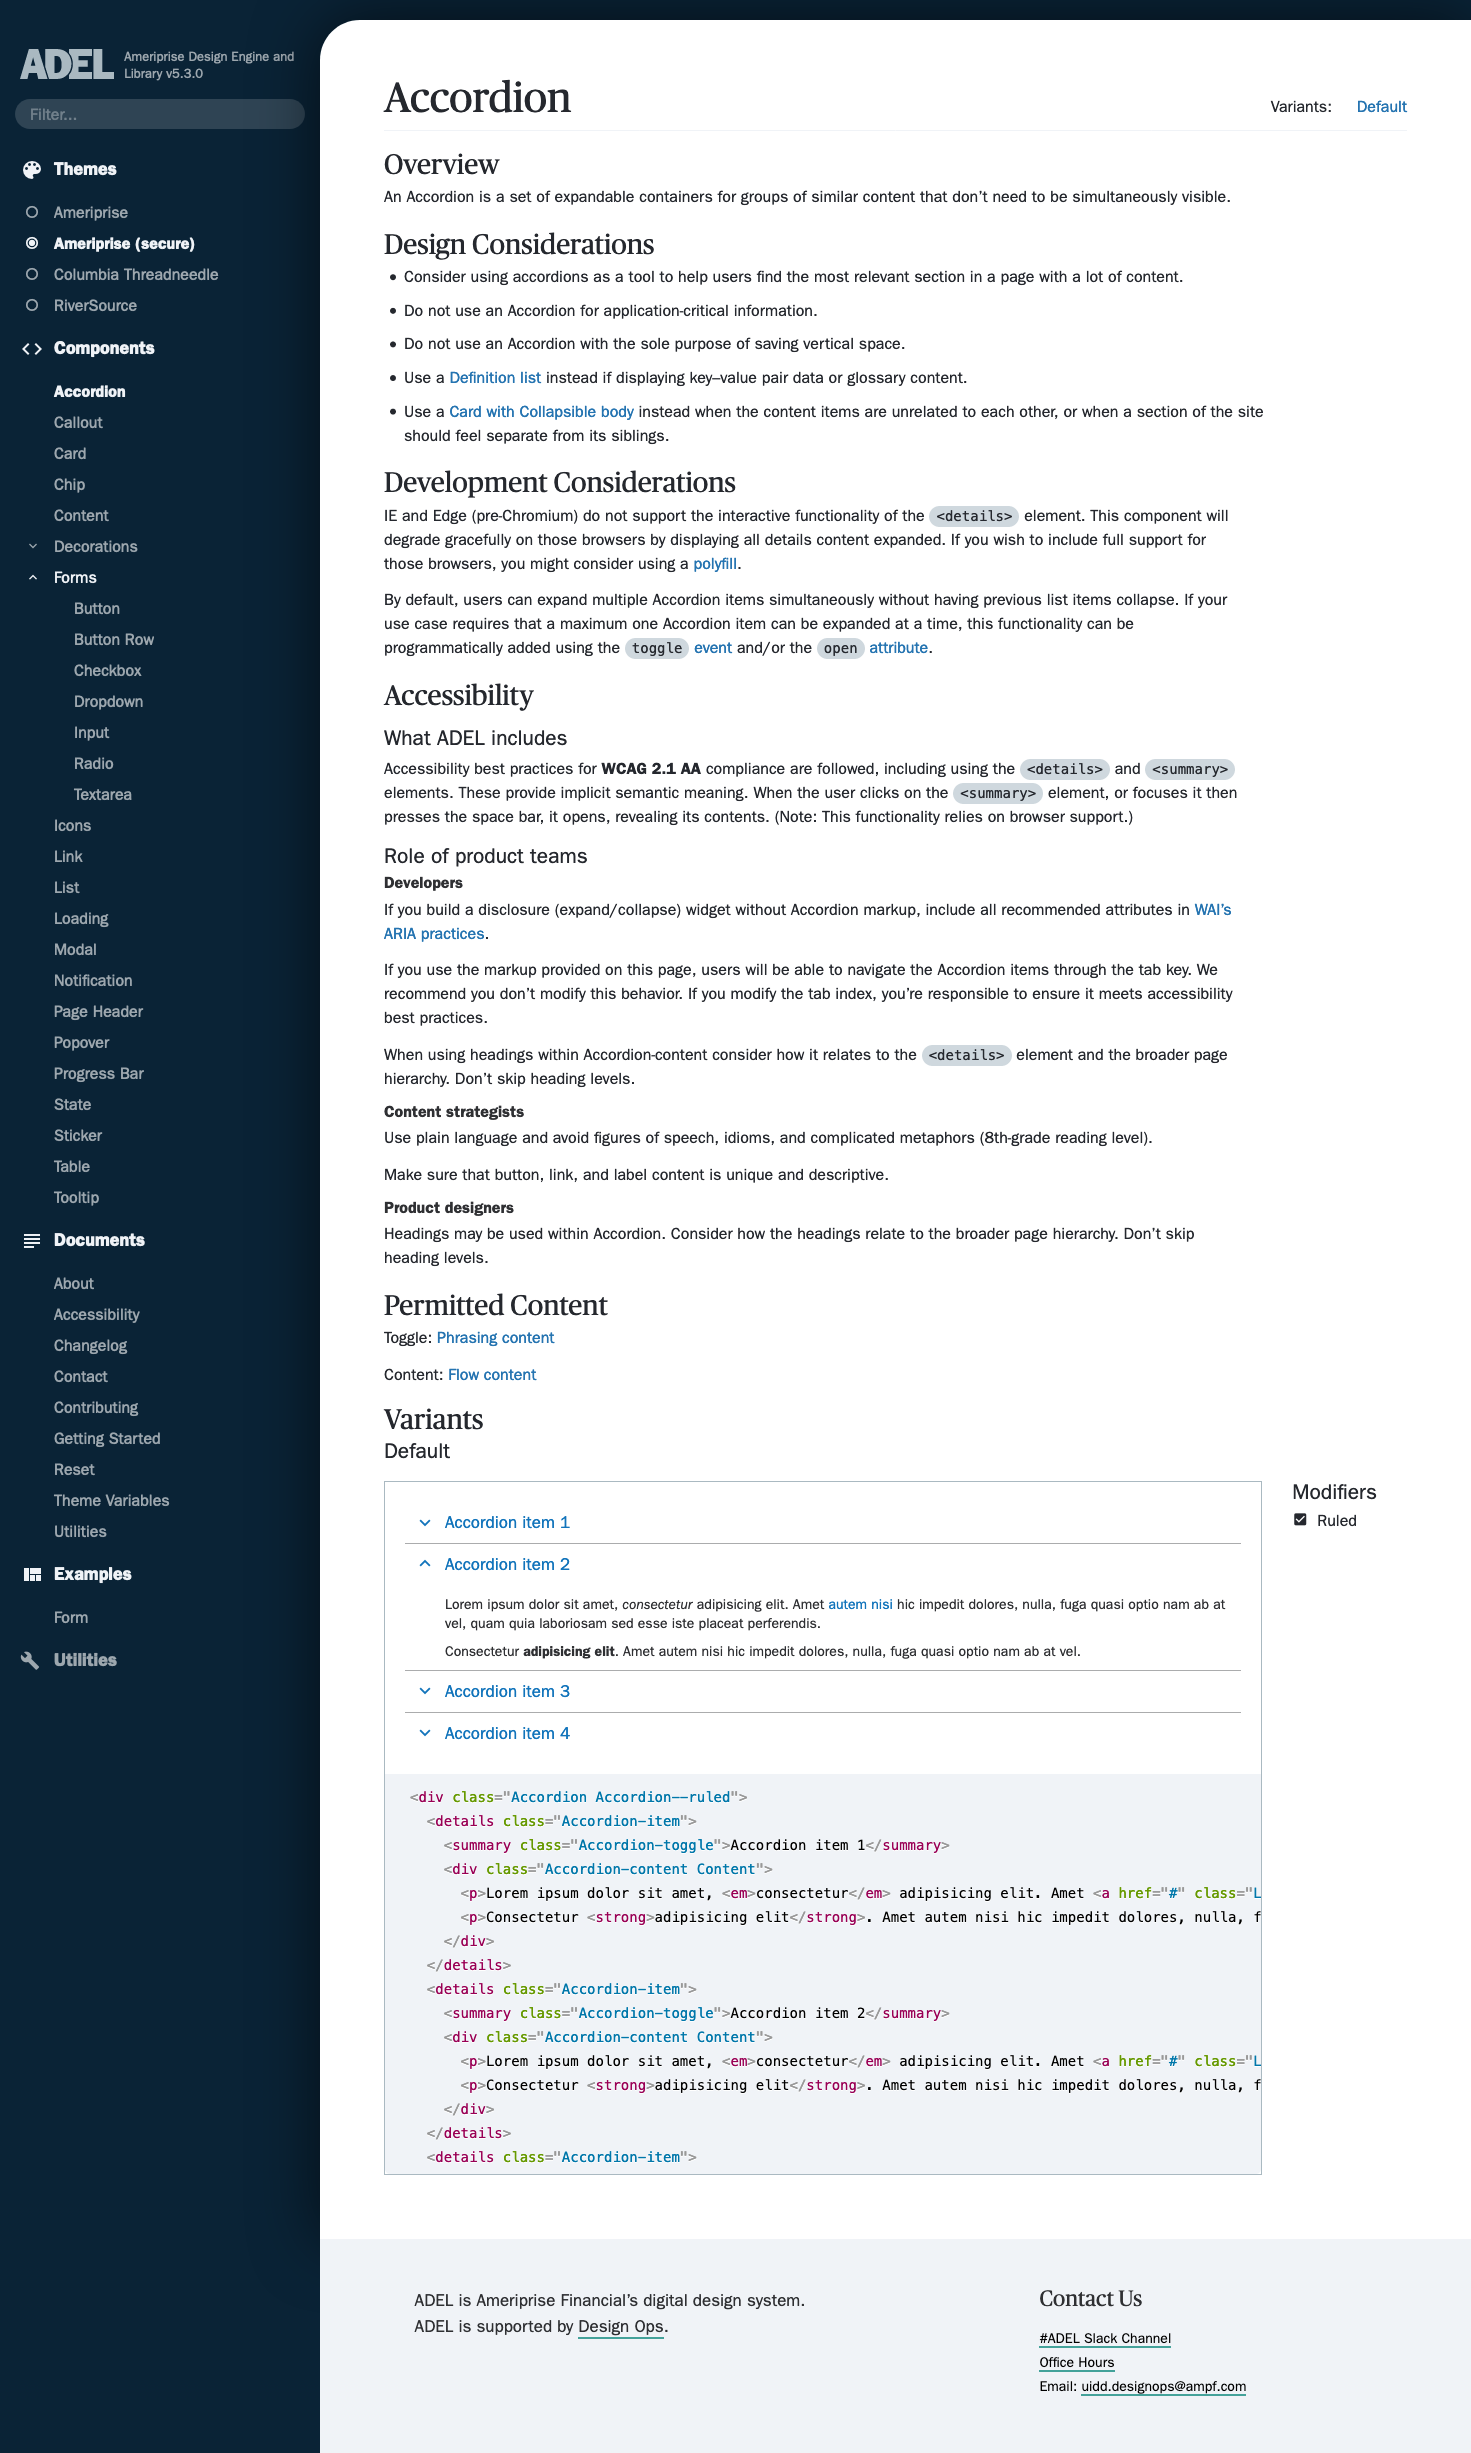 ADEL
Ameriprise Design Engine and
Library v5.3.0
Filter...
Themes
Ameriprise
Ameriprise (secure)
Columbia Threadneedle
RiverSource
Components
Accordion
Callout
Card
Chip
Content
Decorations
Forms
Button
Button Row
Checkbox
Dropdown
Input
Radio
Textarea
Icons
Link
List
Loading
Modal
Notification
Page Header
Popover
Progress Bar
State
Sticker
Table
Tooltip
Documents
About
Accessibility
Changelog
Contact
Contributing
Getting Started
Reset
Theme Variables
Utilities
Examples
Form
Utilities
Accordion
Variants: Default
Overview
An Accordion is a set of expandable containers for groups of similar content that don’t need to be simultaneously visible.
Design Considerations
• Consider using accordions as a tool to help users find the most relevant section in a page with a lot of content.
• Do not use an Accordion for application-critical information.
• Do not use an Accordion with the sole purpose of saving vertical space.
• Use a Definition list instead if displaying key–value pair data or glossary content.
• Use a Card with Collapsible body instead when the content items are unrelated to each other, or when a section of the site
should feel separate from its siblings.
Development Considerations
IE and Edge (pre-Chromium) do not support the interactive functionality of the <details> element. This component will
degrade gracefully on those browsers by displaying all details content expanded. If you wish to include full support for
those browsers, you might consider using a polyfill.
By default, users can expand multiple Accordion items simultaneously without having previous list items collapse. If your
use case requires that a maximum one Accordion item can be expanded at a time, this functionality can be
programmatically added using the toggle event and/or the open attribute.
Accessibility
What ADEL includes
Accessibility best practices for WCAG 2.1 AA compliance are followed, including using the <details> and <summary>
elements. These provide implicit semantic meaning. When the user clicks on the <summary> element, or focuses it then
presses the space bar, it opens, revealing its contents. (Note: This functionality relies on browser support.)
Role of product teams
Developers
If you build a disclosure (expand/collapse) widget without Accordion markup, include all recommended attributes in WAI’s
ARIA practices.
If you use the markup provided on this page, users will be able to navigate the Accordion items through the tab key. We
recommend you don’t modify this behavior. If you modify the tab index, you’re responsible to ensure it meets accessibility
best practices.
When using headings within Accordion-content consider how it relates to the <details> element and the broader page
hierarchy. Don’t skip heading levels.
Content strategists
Use plain language and avoid figures of speech, idioms, and complicated metaphors (8th-grade reading level).
Make sure that button, link, and label content is unique and descriptive.
Product designers
Headings may be used within Accordion. Consider how the headings relate to the broader page hierarchy. Don’t skip
heading levels.
Permitted Content
Toggle: Phrasing content
Content: Flow content
Variants
Default
Accordion item 1
Accordion item 2
Lorem ipsum dolor sit amet, consectetur adipisicing elit. Amet autem nisi hic impedit dolores, nulla, fuga quasi optio nam ab at
vel, quam quia laboriosam sed esse iste placeat perferendis.
Consectetur adipisicing elit. Amet autem nisi hic impedit dolores, nulla, fuga quasi optio nam ab at vel.
Accordion item 3
Accordion item 4
Modifiers
Ruled
<div class="Accordion Accordion--ruled">
<details class="Accordion-item">
<summary class="Accordion-toggle">Accordion item 1</summary>
<div class="Accordion-content Content">
<p>Lorem ipsum dolor sit amet, <em>consectetur</em> adipisicing elit. Amet <a href="#" class="L
<p>Consectetur <strong>adipisicing elit</strong>. Amet autem nisi hic impedit dolores, nulla, f
</div>
</details>
<details class="Accordion-item">
<summary class="Accordion-toggle">Accordion item 2</summary>
<div class="Accordion-content Content">
<p>Lorem ipsum dolor sit amet, <em>consectetur</em> adipisicing elit. Amet <a href="#" class="L
<p>Consectetur <strong>adipisicing elit</strong>. Amet autem nisi hic impedit dolores, nulla, f
</div>
</details>
<details class="Accordion-item">
ADEL is Ameriprise Financial’s digital design system.
ADEL is supported by Design Ops.
Contact Us
#ADEL Slack Channel
Office Hours
Email: uidd.designops@ampf.com